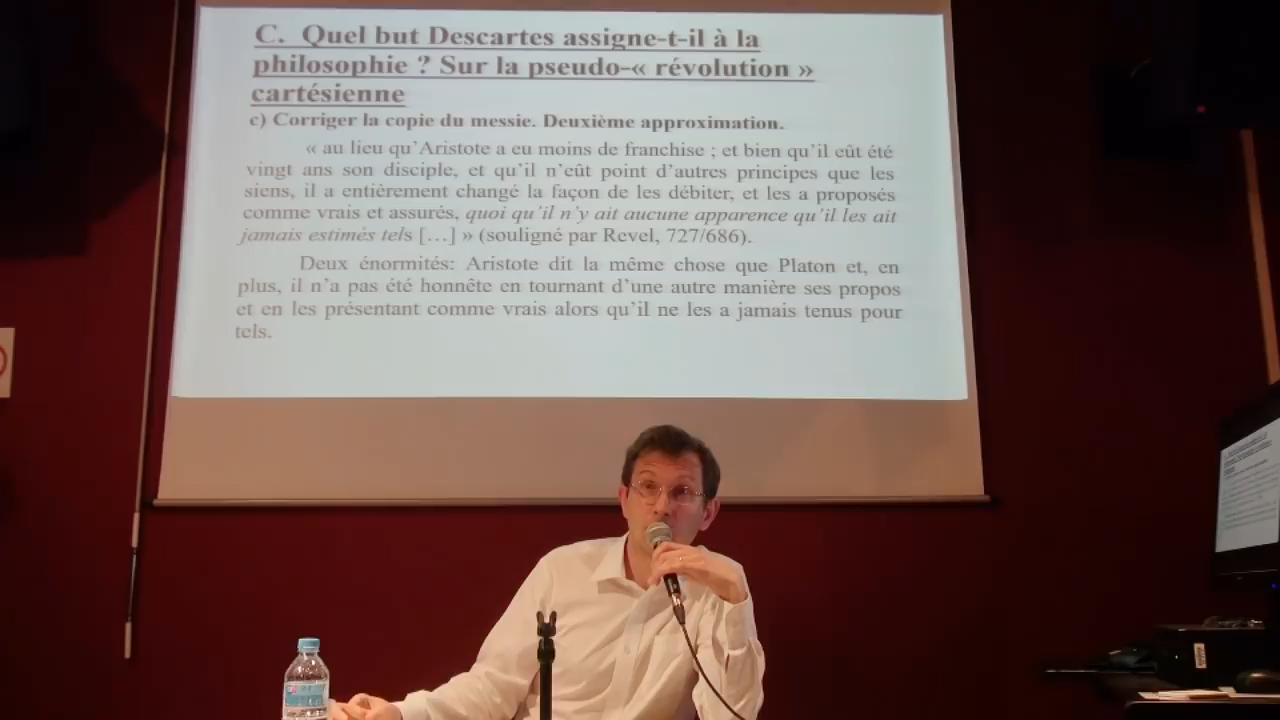 C. Quel but Descartes assigne-t-il à la
philosophie ? Sur la pseudo-« révolution »
cartésienne
c) Corriger la copie du messie. Deuxième approximation.
« au lieu qu'Aristote a eu moins de franchise ; et bien qu'il eût été
vingt ans son disciple, et qu'il n'eût point d'autres principes que les
siens, il a entièrement changé la façon de les débiter, et les a proposés
comme vrais et assurés, quoi qu'il n'y ait aucune apparence qu'il les ait
jamais estimés tels […] » (souligné par Revel, 727/686).
Deux énormités: Aristote dit la même chose que Platon et, en
plus, il n'a pas été honnête en tournant d'une autre manière ses propos
et en les présentant comme vrais alors qu'il ne les a jamais tenus pour
tels.